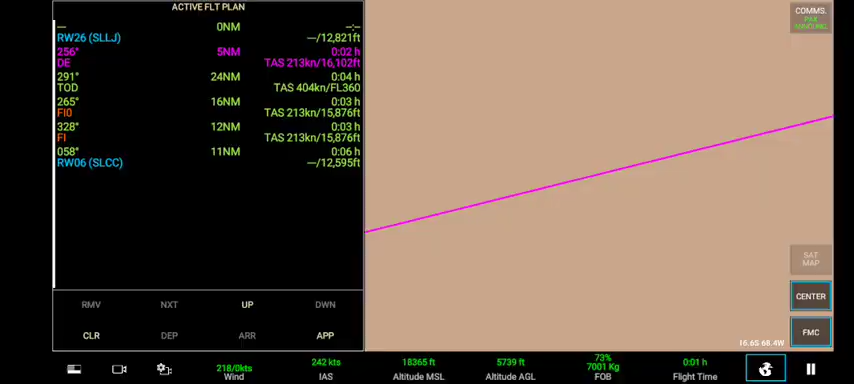 ACTIVE FLT PLAN
--- 0NM --:--
RW26 (SLLJ) ---/12,821ft
256° 5NM 0:02 h
DE TAS 213kn/16,102ft
291° 24NM 0:04 h
TOD TAS 404kn/FL360
265° 16NM 0:03 h
FI0 TAS 213kn/15,876ft
328° 12NM 0:03 h
FI TAS 213kn/15,876ft
058° 11NM 0:06 h
RW06 (SLCC) ---/12,595ft
RMV NXT UP DWN
CLR DEP ARR APP
COMMS.
SAT
MAP
CENTER
FMC
16.6S 68.4W
218/0kts
Wind
242 kts
IAS
18365 ft
Altitude MSL
5739 ft
Altitude AGL
73%
7001 Kg
FOB
0:01 h
Flight Time